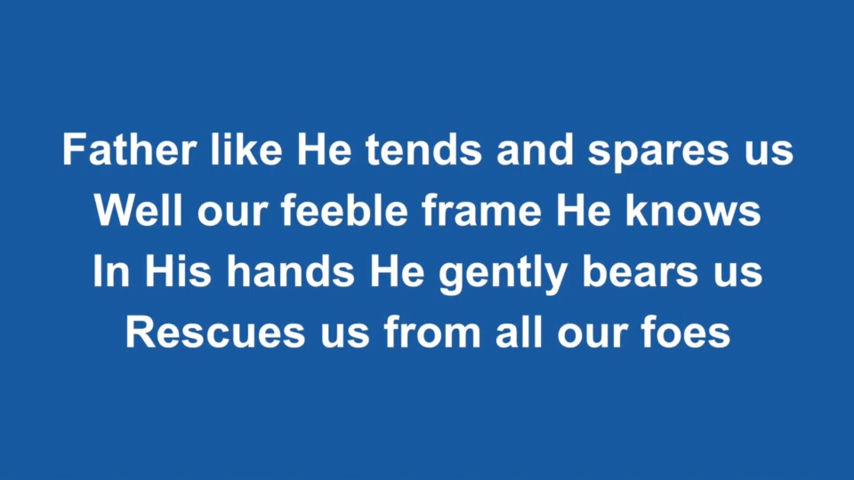 Father like He tends and spares us
Well our feeble frame He knows
In His hands He gently bears us
Rescues us from all our foes